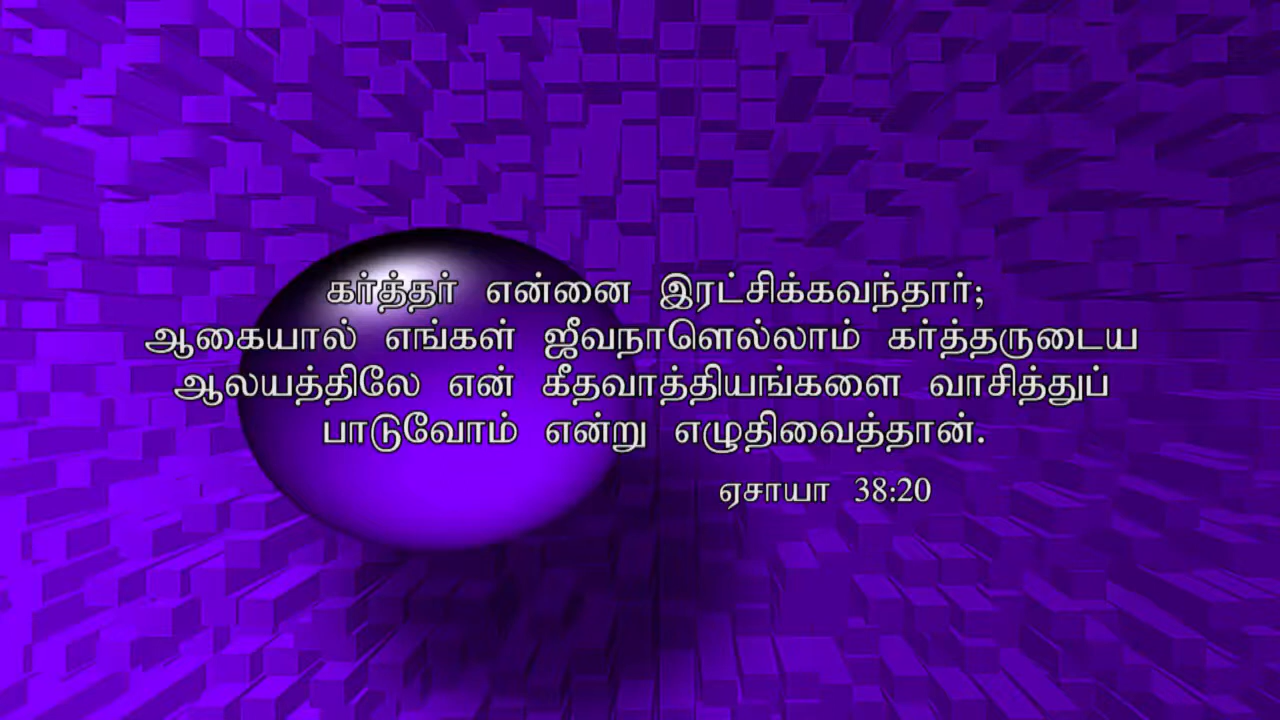 கர்த்தர் என்னை இரட்சிக்கவந்தார்;
ஆகையால் எங்கள் ஜீவநாளெல்லாம் கர்த்தருடைய
ஆலயத்திலே என் கீதவாத்தியங்களை வாசித்துப்
பாடுவோம் என்று எழுதிவைத்தான்.
ஏசாயா 38:20